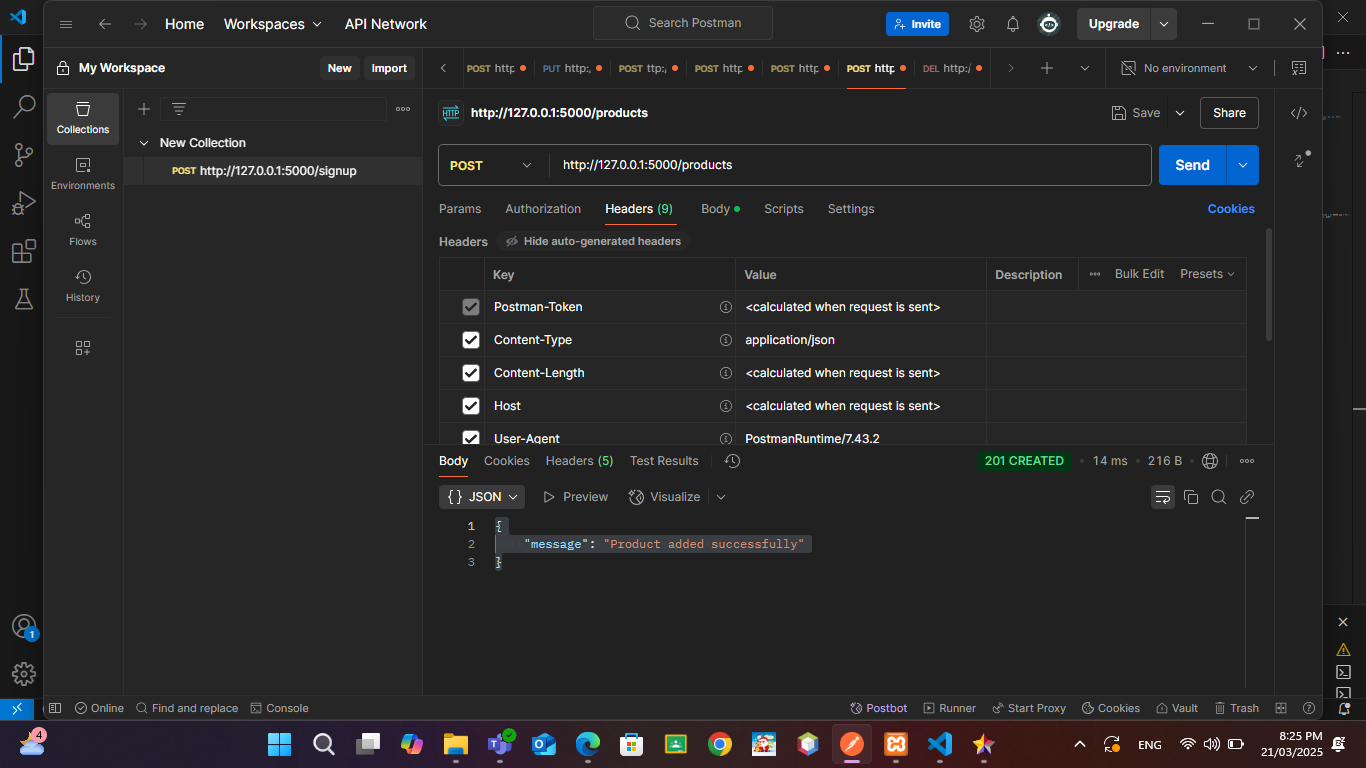 Home
Workspaces
API Network
Search Postman
Invite
Upgrade
My Workspace
New
Import
POST http
PUT http:,
POST ttp:/
POST http
POST http
POST http
DEL http:/
No environment
Collections
Environments
Flows
History
New Collection
POST http://127.0.0.1:5000/signup
HTTP
http://127.0.0.1:5000/products
Save
Share
POST
http://127.0.0.1:5000/products
Send
Params
Authorization
Headers (9)
Body
Scripts
Settings
Cookies
Headers
Hide auto-generated headers
Key
Value
Description
Bulk Edit
Presets
Postman-Token
<calculated when request is sent>
Content-Type
application/json
Content-Length
<calculated when request is sent>
Host
<calculated when request is sent>
User-Agent
PostmanRuntime/7.43.2
Body
Cookies
Headers (5)
Test Results
201 CREATED
14 ms
216 B
{} JSON
Preview
Visualize
1 {
2 "message": "Product added successfully"
3 }
1
Online
Find and replace
Console
Postbot
Runner
Start Proxy
Cookies
Vault
Trash
4
ENG
8:25 PM
21/03/2025